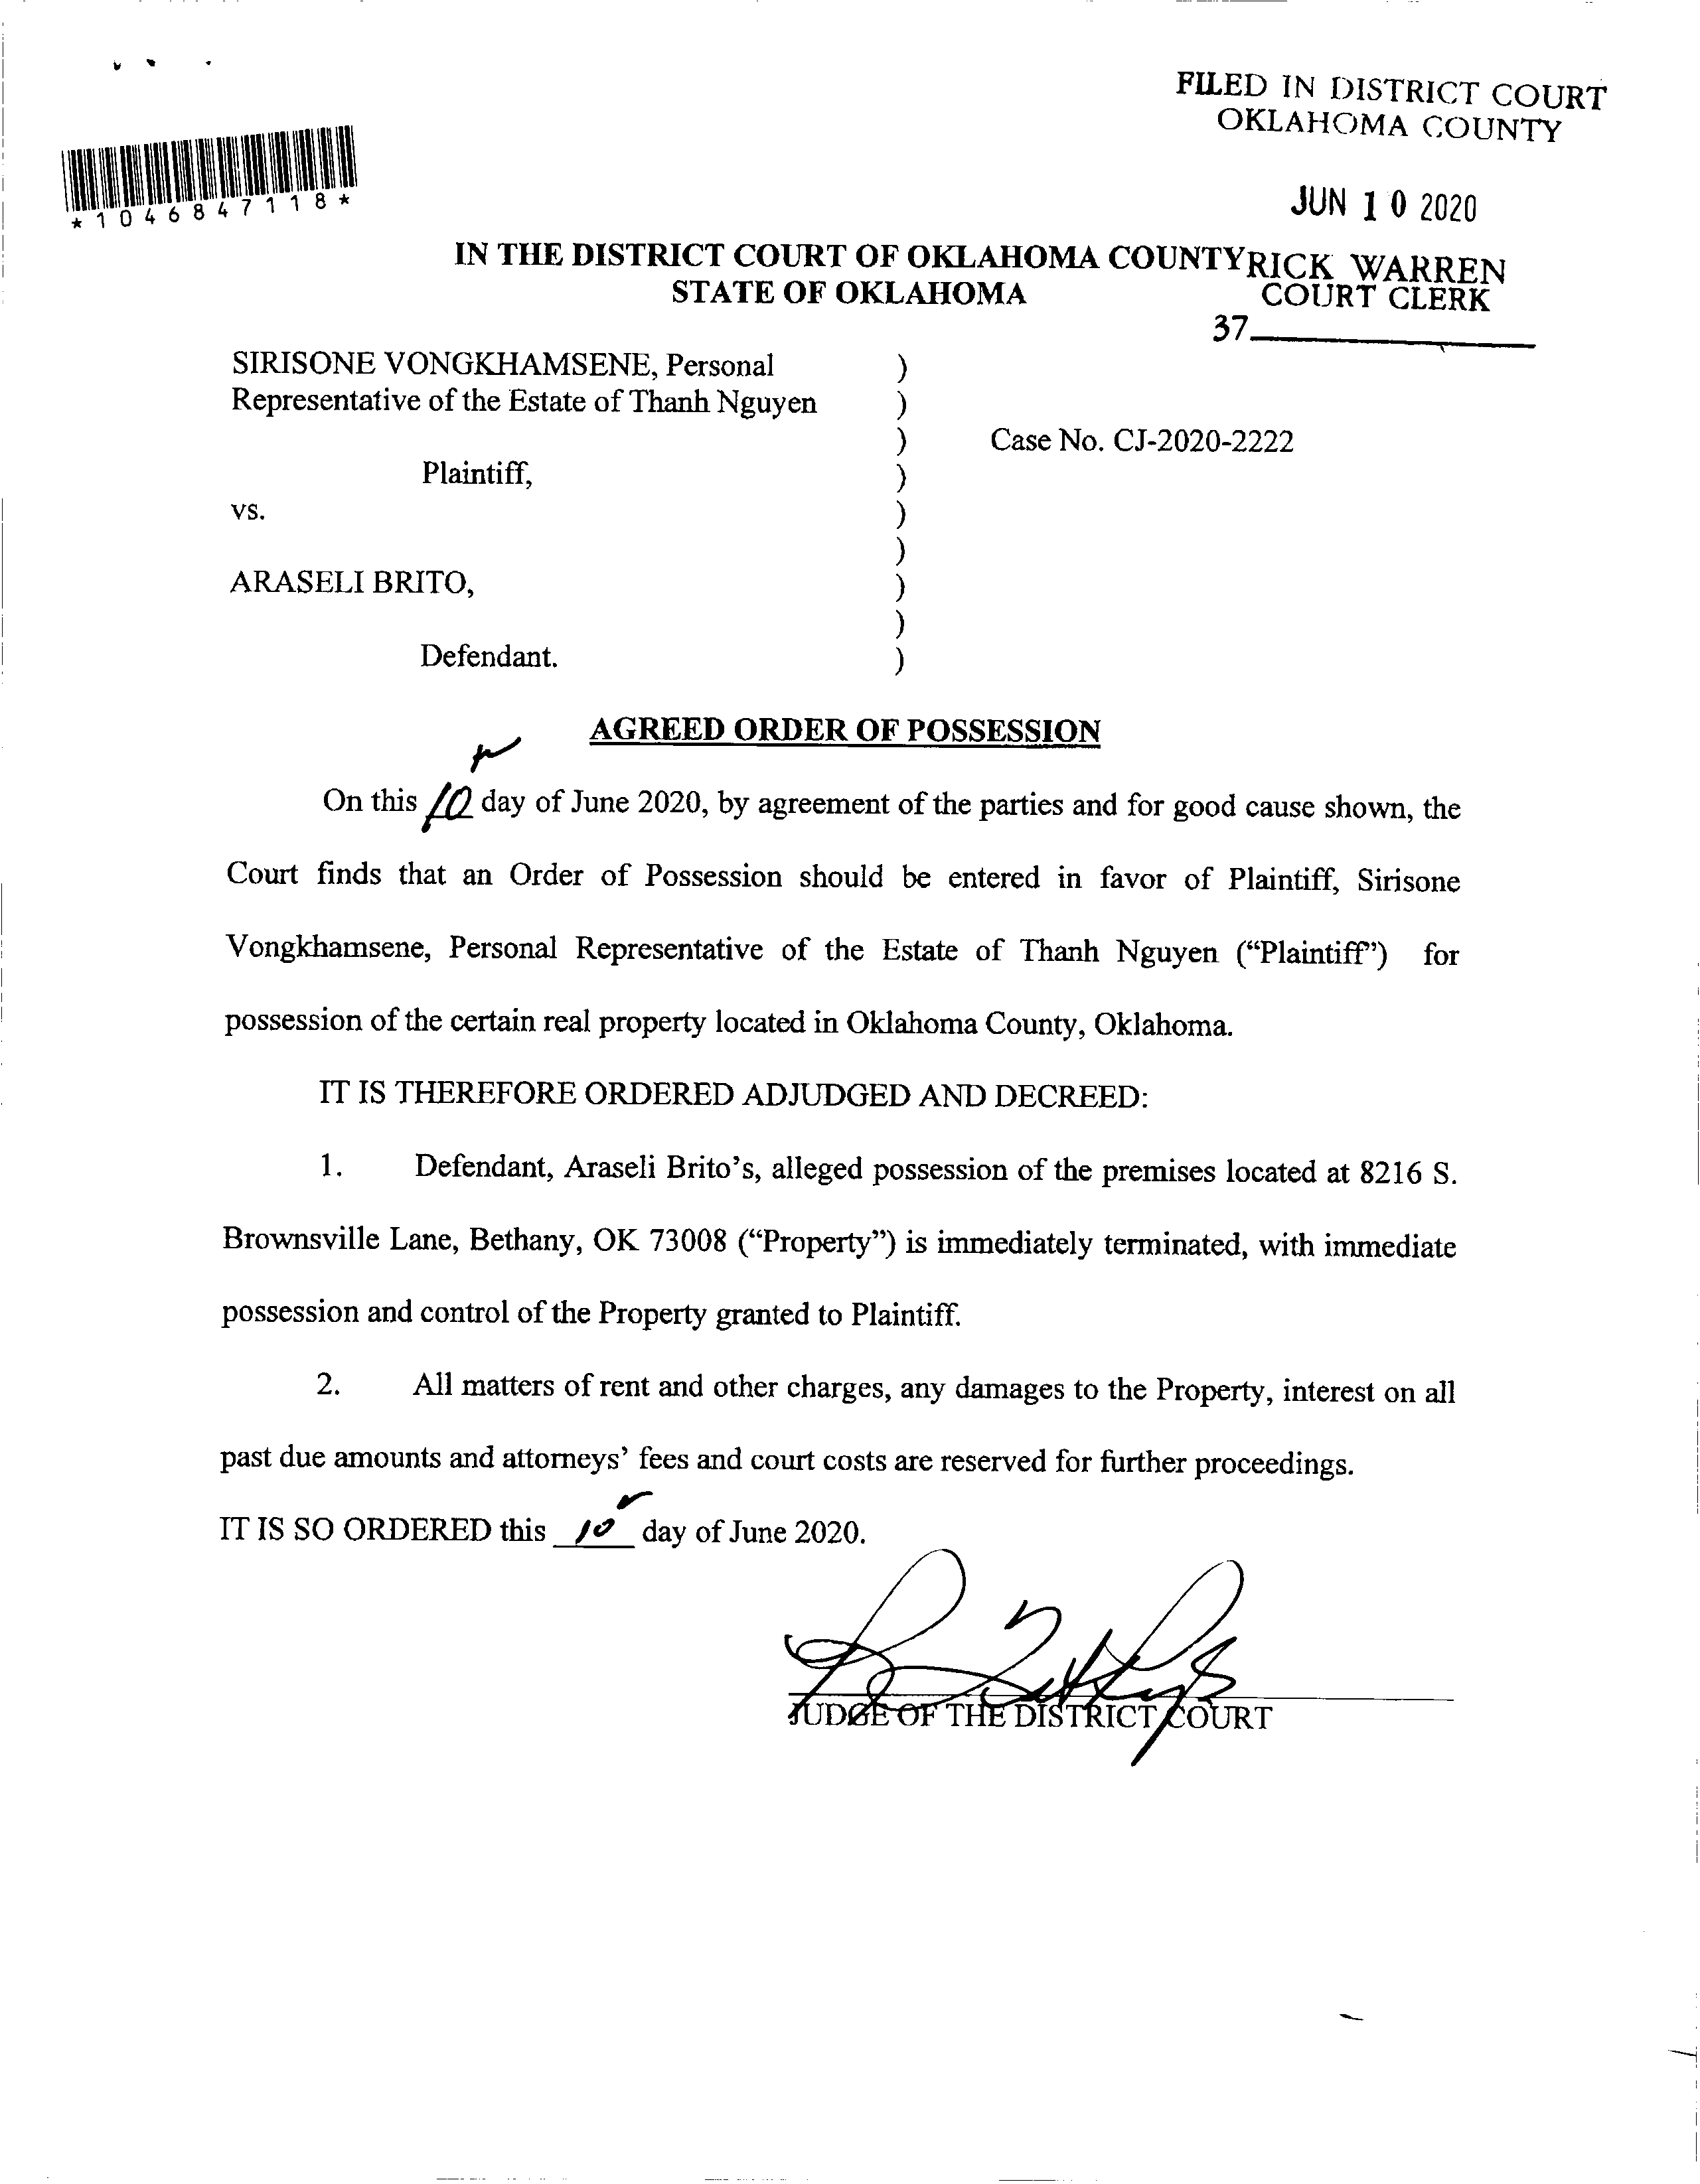 FILED IN DISTRICT COURT
OKLAHOMA COUNTY
JUN 10 2020
*1046847118*
IN THE DISTRICT COURT OF OKLAHOMA COUNTY RICK WARREN
STATE OF OKLAHOMA COURT CLERK
37
SIRISONE VONGKHAMSENE, Personal )
Representative of the Estate of Thanh Nguyen )
) Case No. CJ-2020-2222
Plaintiff, )
vs. )
)
ARASELI BRITO, )
)
Defendant. )
AGREED ORDER OF POSSESSION
On this 10 day of June 2020, by agreement of the parties and for good cause shown, the
Court finds that an Order of Possession should be entered in favor of Plaintiff, Sirisone
Vongkhamsene, Personal Representative of the Estate of Thanh Nguyen (“Plaintiff”) for
possession of the certain real property located in Oklahoma County, Oklahoma.
IT IS THEREFORE ORDERED ADJUDGED AND DECREED:
1. Defendant, Araseli Brito’s, alleged possession of the premises located at 8216 S.
Brownsville Lane, Bethany, OK 73008 (“Property”) is immediately terminated, with immediate
possession and control of the Property granted to Plaintiff.
2. All matters of rent and other charges, any damages to the Property, interest on all
past due amounts and attorneys’ fees and court costs are reserved for further proceedings.
IT IS SO ORDERED this 10 day of June 2020.
JUDGE OF THE DISTRICT COURT